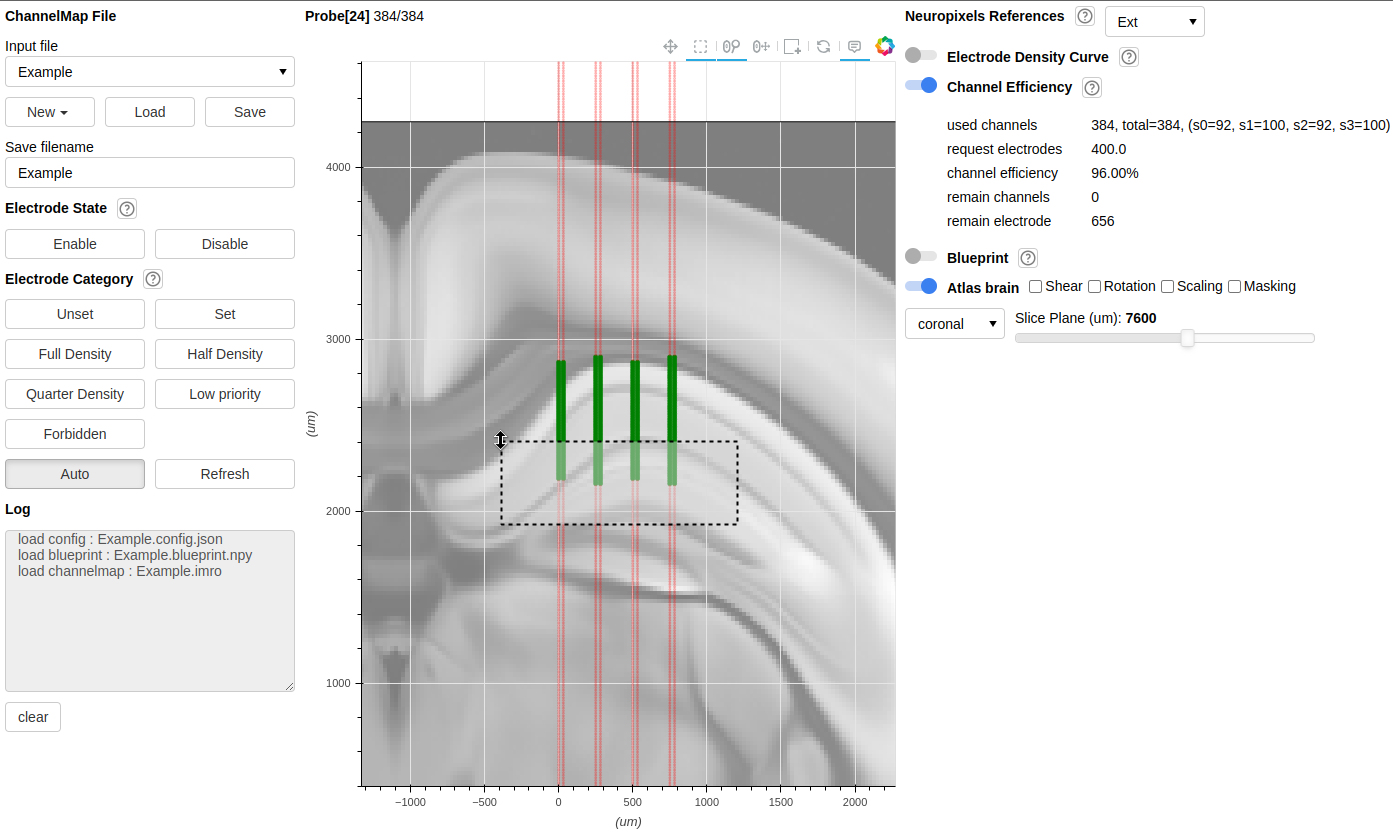 ChannelMap File
Input file
Example
New
Load
Save
Save filename
Example
Electrode State
?
Enable
Disable
Electrode Category
?
Unset
Set
Full Density
Half Density
Quarter Density
Low priority
Forbidden
Auto
Refresh
Log
load config : Example.config.json
load blueprint : Example.blueprint.npy
load channelmap : Example.imro
clear
Probe[24] 384/384
4000
3000
2000
1000
(um)
−1000
−500
0
500
1000
1500
2000
(um)
Neuropixels References
?
Ext
Electrode Density Curve
?
Channel Efficiency
?
used channels 384, total=384, (s0=92, s1=100, s2=92, s3=100)
request electrodes 400.0
channel efficiency 96.00%
remain channels 0
remain electrode 656
Blueprint
?
Atlas brain
Shear
Rotation
Scaling
Masking
coronal
Slice Plane (um): 7600